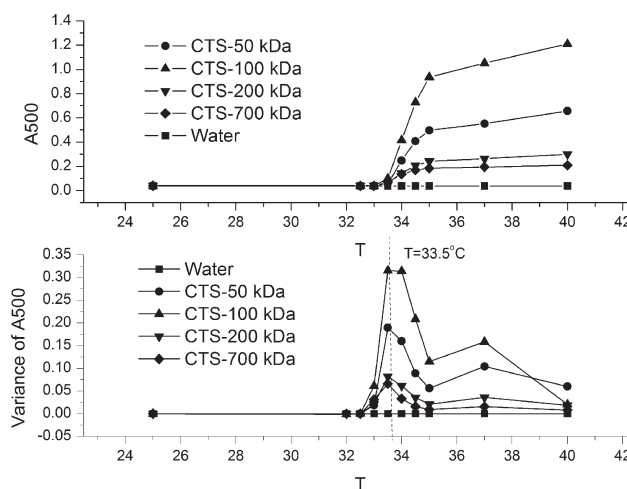 1.4
1.2
1.0
0.8
0.6
0.4
0.2
0.0
A500
CTS-50 kDa
CTS-100 kDa
CTS-200 kDa
CTS-700 kDa
Water
24 26 28 30 32 34 36 38 40 42
T
0.35
0.30
0.25
0.20
0.15
0.10
0.05
0.00
-0.05
Variance of A500
Water
CTS-50 kDa
CTS-100 kDa
CTS-200 kDa
CTS-700 kDa
T=33.5°C
24 26 28 30 32 34 36 38 40 42
T